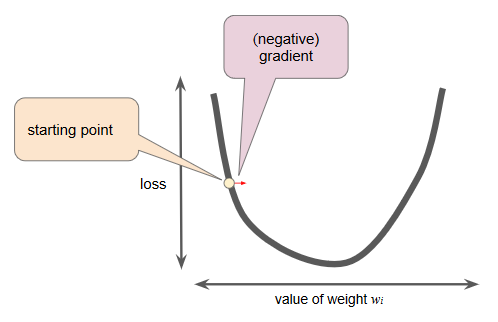 (negative)
gradient
starting point
loss
value of weight wi